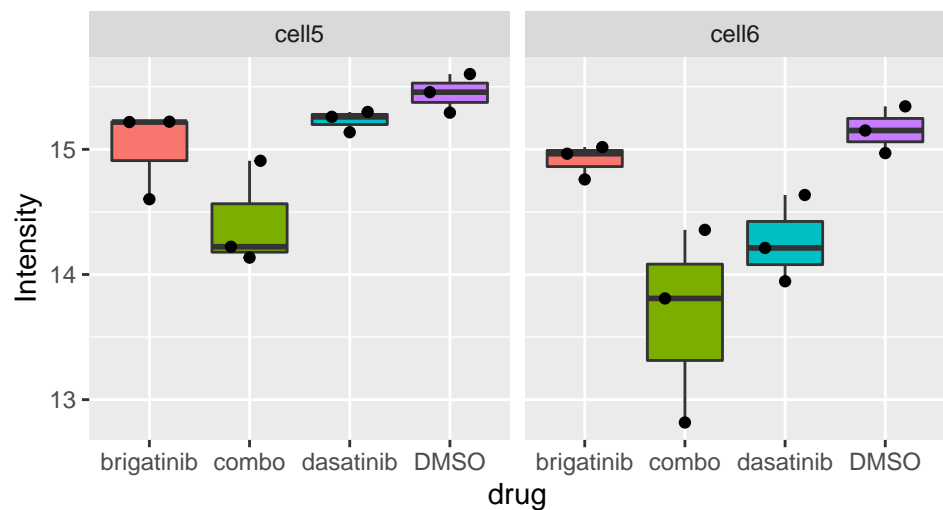 cell5 cell6
Intensity
15
14
13
brigatinib combo dasatinib DMSO brigatinib combo dasatinib DMSO
drug